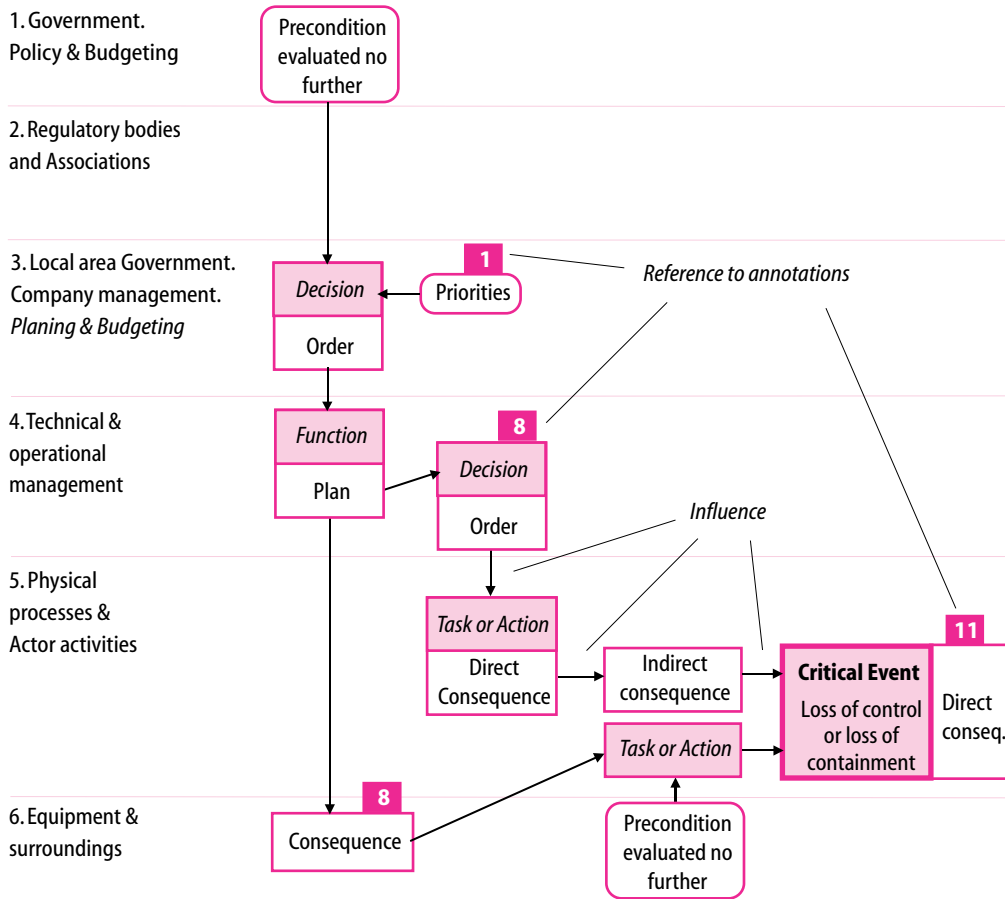 1. Government.
Policy & Budgeting
Precondition
evaluated no
further
2. Regulatory bodies
and Associations
3. Local area Government.
Company management.
Planing & Budgeting
Decision
Order
1
Priorities
Reference to annotations
4. Technical &
operational
management
Function
Plan
8
Decision
Order
Influence
5. Physical
processes &
Actor activities
Task or Action
Direct
Consequence
Indirect
consequence
Task or Action
Critical Event
Loss of control
or loss of
containment
11
Direct
conseq.
6. Equipment &
surroundings
8
Consequence
Precondition
evaluated no
further